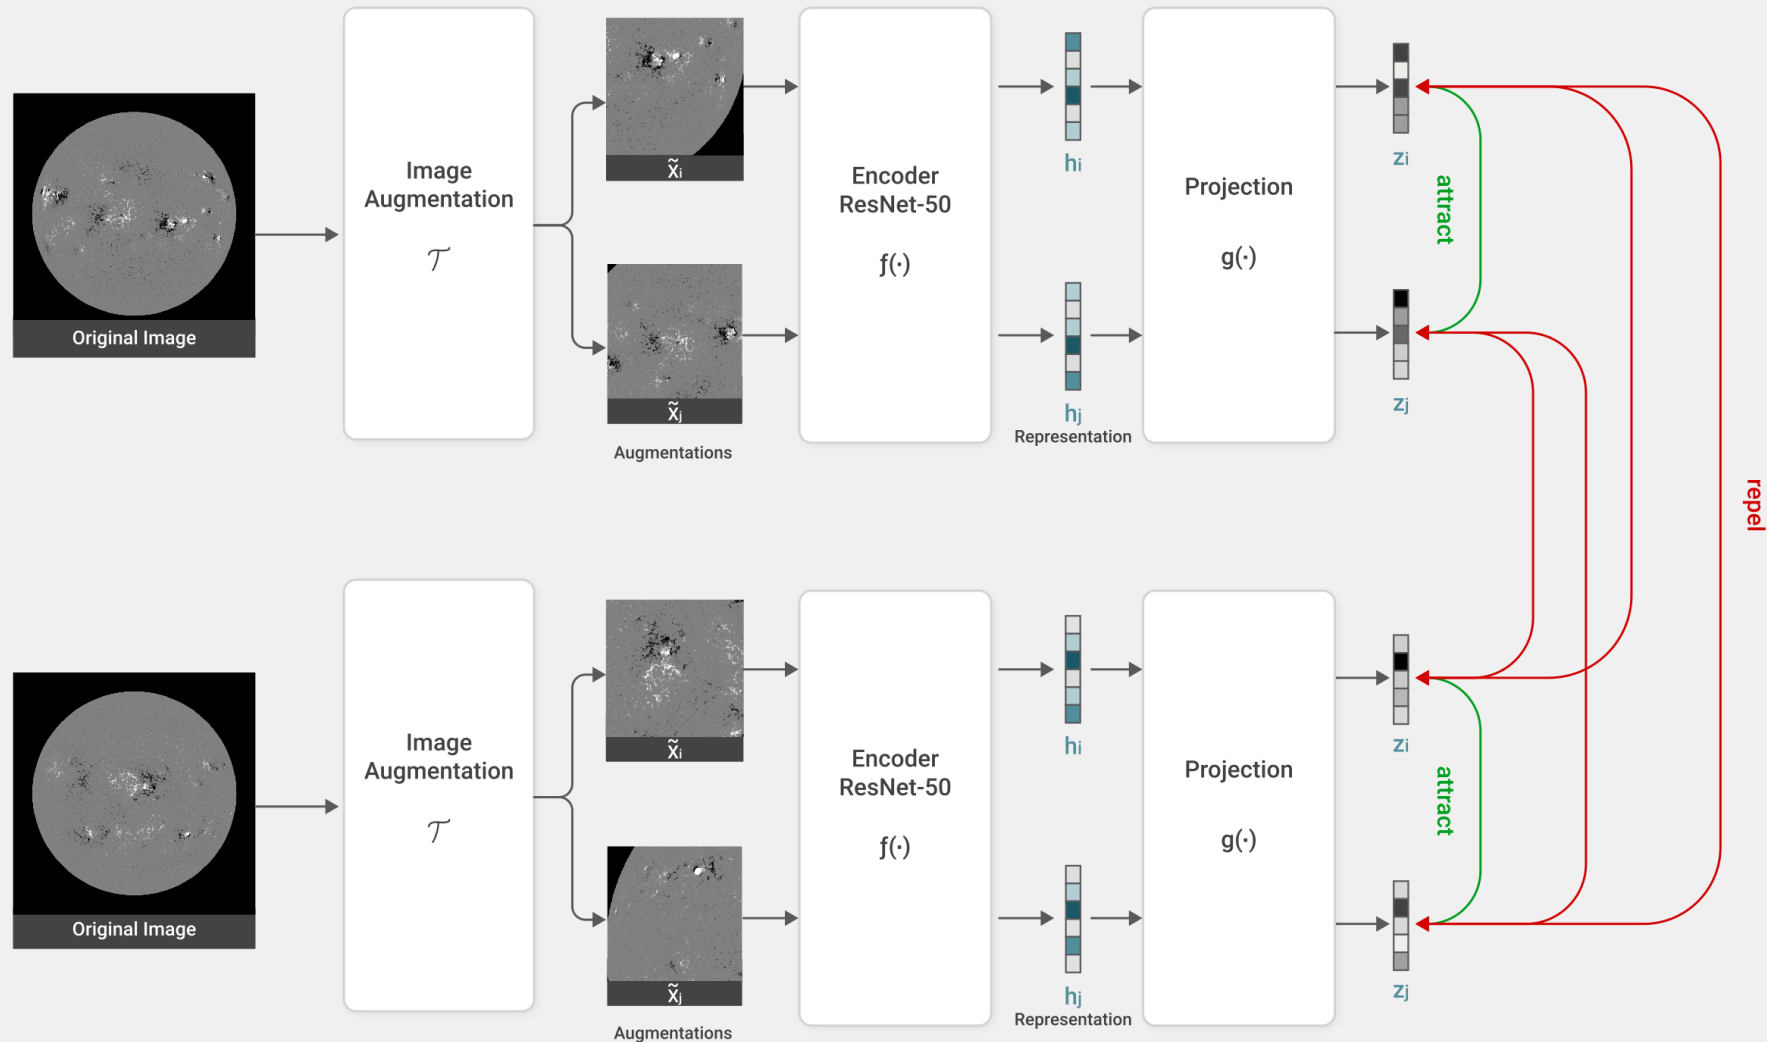 Original Image
Image
Augmentation
𝒯
x̃i
x̃j
Augmentations
Encoder
ResNet-50
f(·)
hi
hj
Representation
Projection
g(·)
zi
zj
attract
repel
Original Image
Image
Augmentation
𝒯
x̃i
x̃j
Augmentations
Encoder
ResNet-50
f(·)
hi
hj
Representation
Projection
g(·)
zi
zj
attract